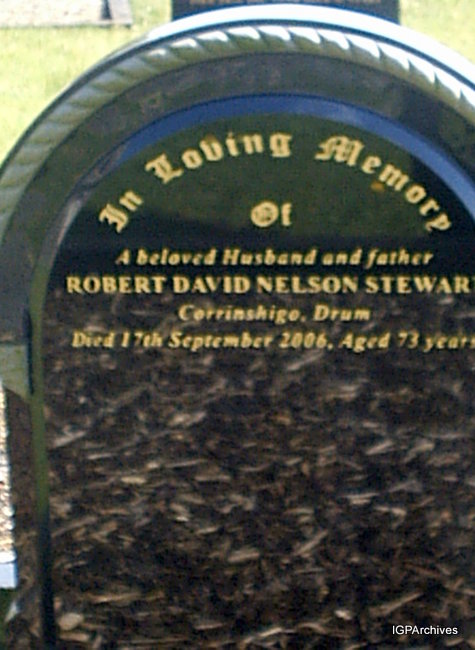 In Loving Memory
Of
A beloved Husband and father
ROBERT DAVID NELSON STEWAR
Corrinshigo, Drum
Died 17th September 2006, Aged 73 years
IGPArchives